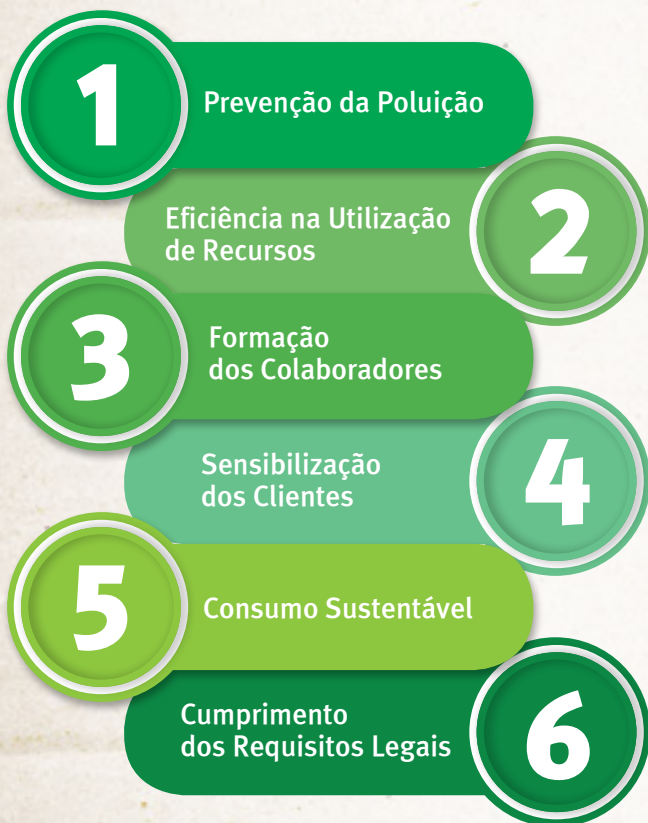 1
Prevenção da Poluição
2
Eficiência na Utilização
de Recursos
3
Formação
dos Colaboradores
4
Sensibilização
dos Clientes
5
Consumo Sustentável
6
Cumprimento
dos Requisitos Legais